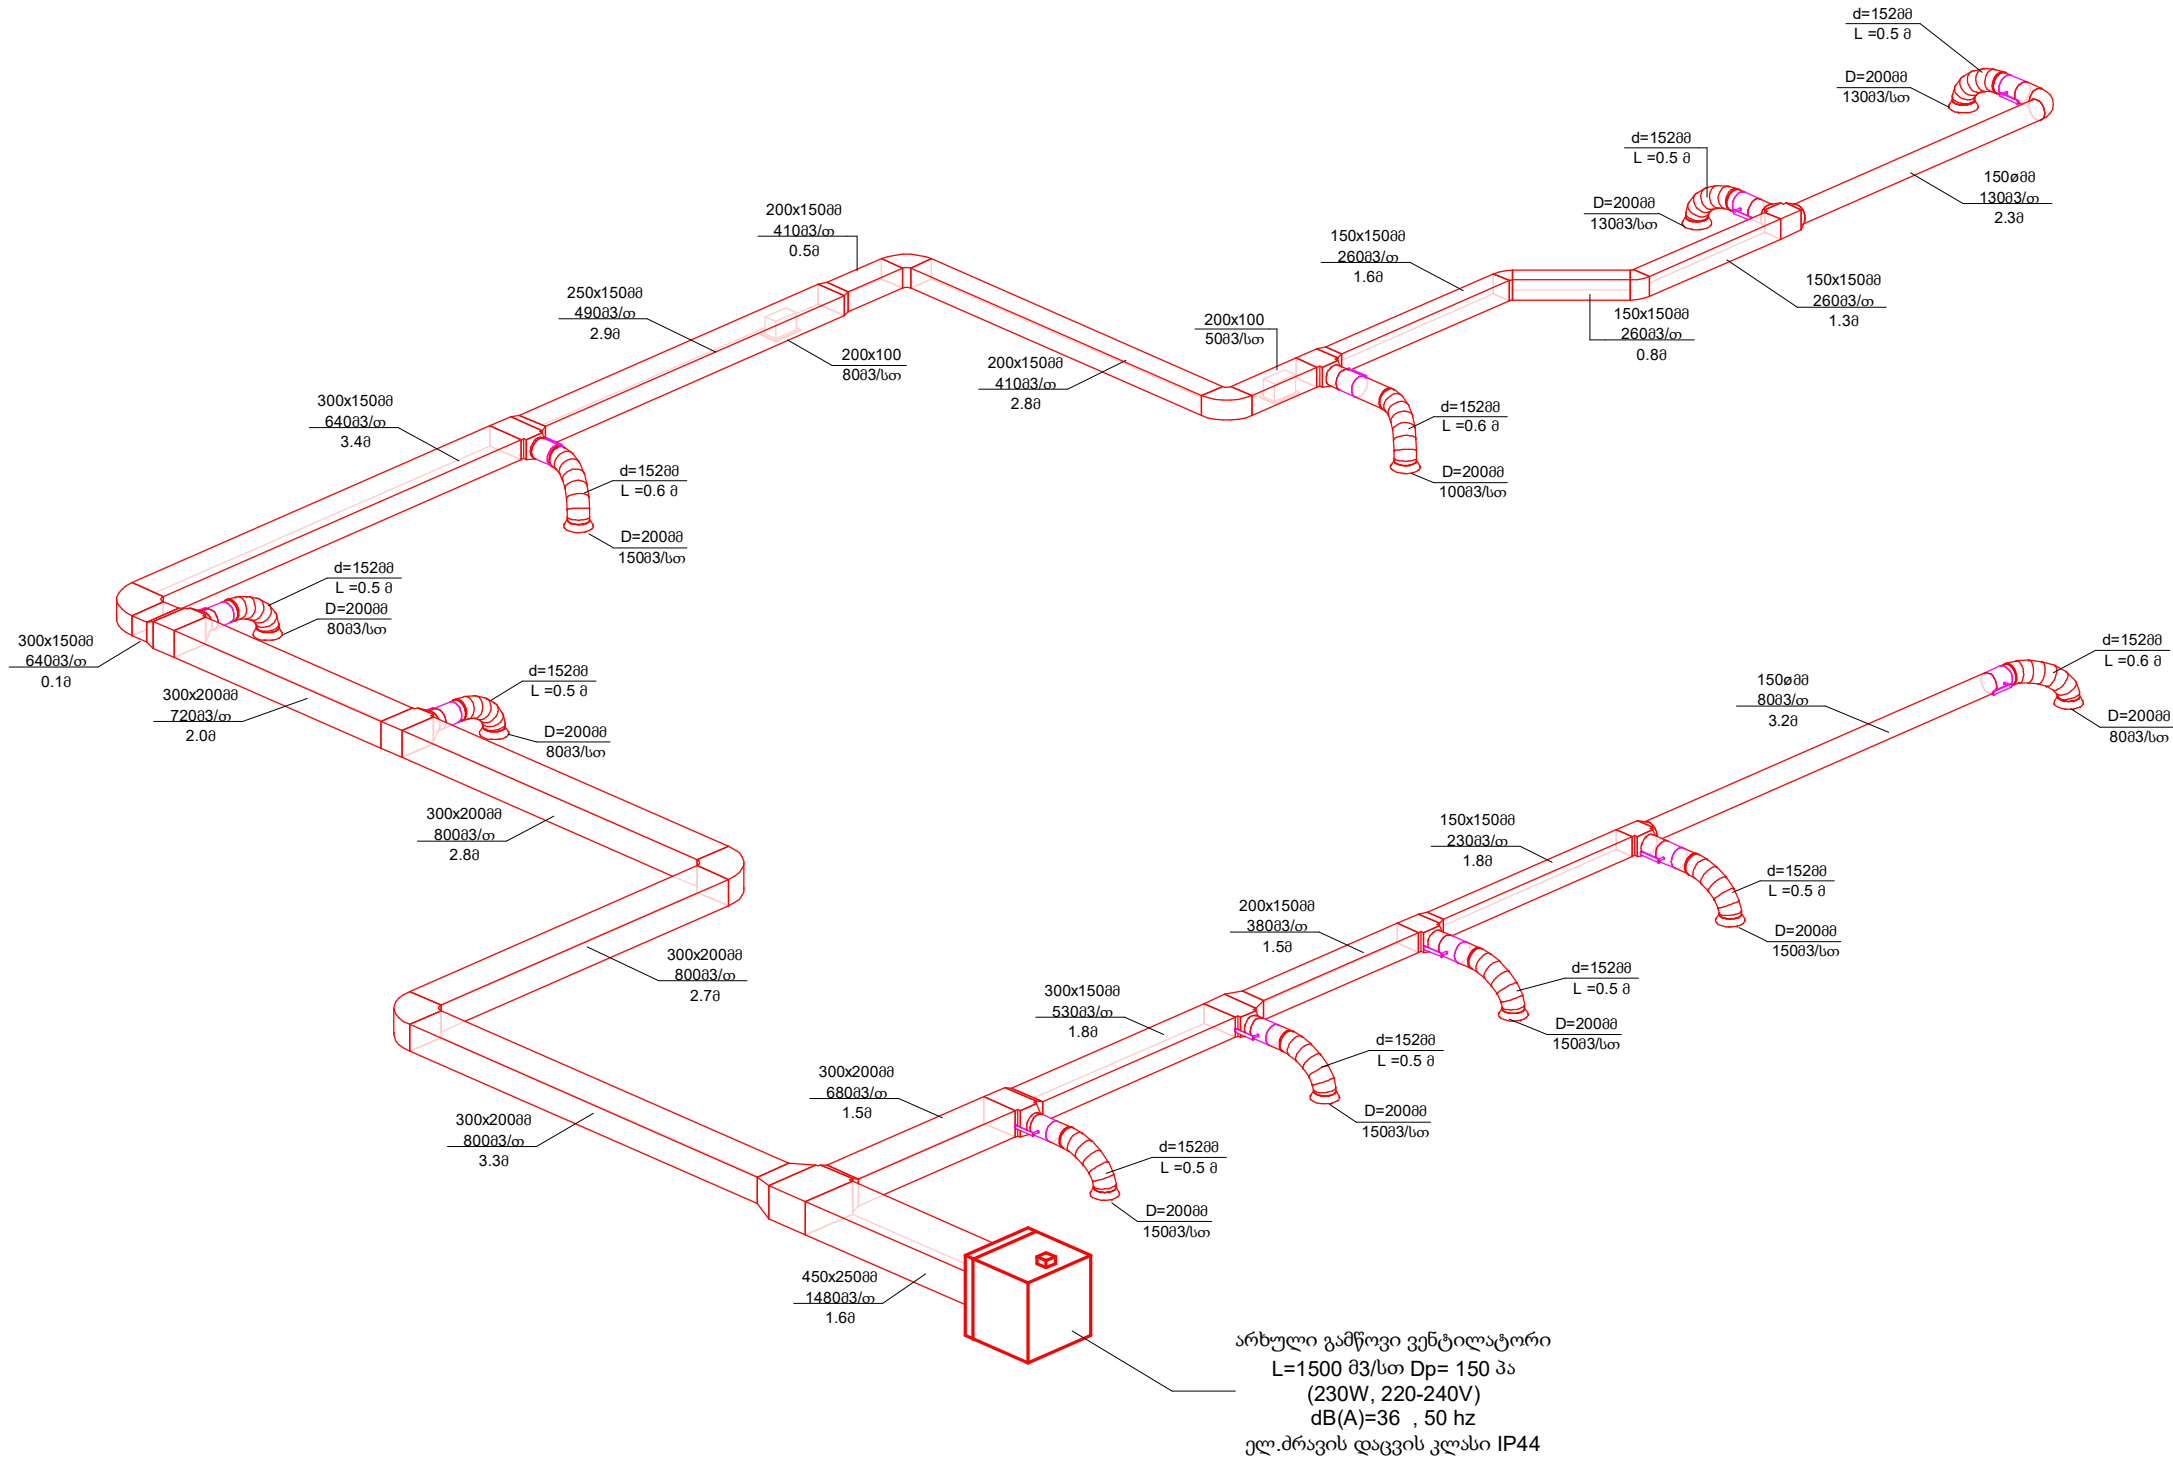 d=152მმ
L =0.5 მ
D=200მმ
130მ3/სთ
d=152მმ
L =0.5 მ
D=200მმ
130მ3/სთ
150øმმ
130მ3/თ
2.3მ
200x150მმ
410მ3/თ
0.5მ
150x150მმ
260მ3/თ
1.6მ
150x150მმ
260მ3/თ
1.3მ
250x150მმ
490მ3/თ
2.9მ
150x150მმ
260მ3/თ
0.8მ
200x100
50მ3/სთ
200x100
80მ3/სთ
200x150მმ
410მ3/თ
2.8მ
300x150მმ
640მ3/თ
3.4მ
d=152მმ
L =0.6 მ
D=200მმ
100მ3/სთ
d=152მმ
L =0.6 მ
D=200მმ
150მ3/სთ
d=152მმ
L =0.5 მ
D=200მმ
80მ3/სთ
300x150მმ
640მ3/თ
0.1მ
d=152მმ
L =0.5 მ
D=200მმ
80მ3/სთ
300x200მმ
720მ3/თ
2.0მ
d=152მმ
L =0.6 მ
D=200მმ
80მ3/სთ
150øმმ
80მ3/თ
3.2მ
300x200მმ
800მ3/თ
2.8მ
150x150მმ
230მ3/თ
1.8მ
d=152მმ
L =0.5 მ
D=200მმ
150მ3/სთ
200x150მმ
380მ3/თ
1.5მ
300x200მმ
800მ3/თ
2.7მ
d=152მმ
L =0.5 მ
D=200მმ
150მ3/სთ
300x150მმ
530მ3/თ
1.8მ
d=152მმ
L =0.5 მ
D=200მმ
150მ3/სთ
300x200მმ
680მ3/თ
1.5მ
300x200მმ
800მ3/თ
3.3მ
d=152მმ
L =0.5 მ
D=200მმ
150მ3/სთ
450x250მმ
1480მ3/თ
1.6მ
არხული გამწოვი ვენტილატორი
L=1500 მ3/სთ Dp= 150 პა
(230W, 220-240V)
dB(A)=36 , 50 hz
ელ.ძრავის დაცვის კლასი IP44